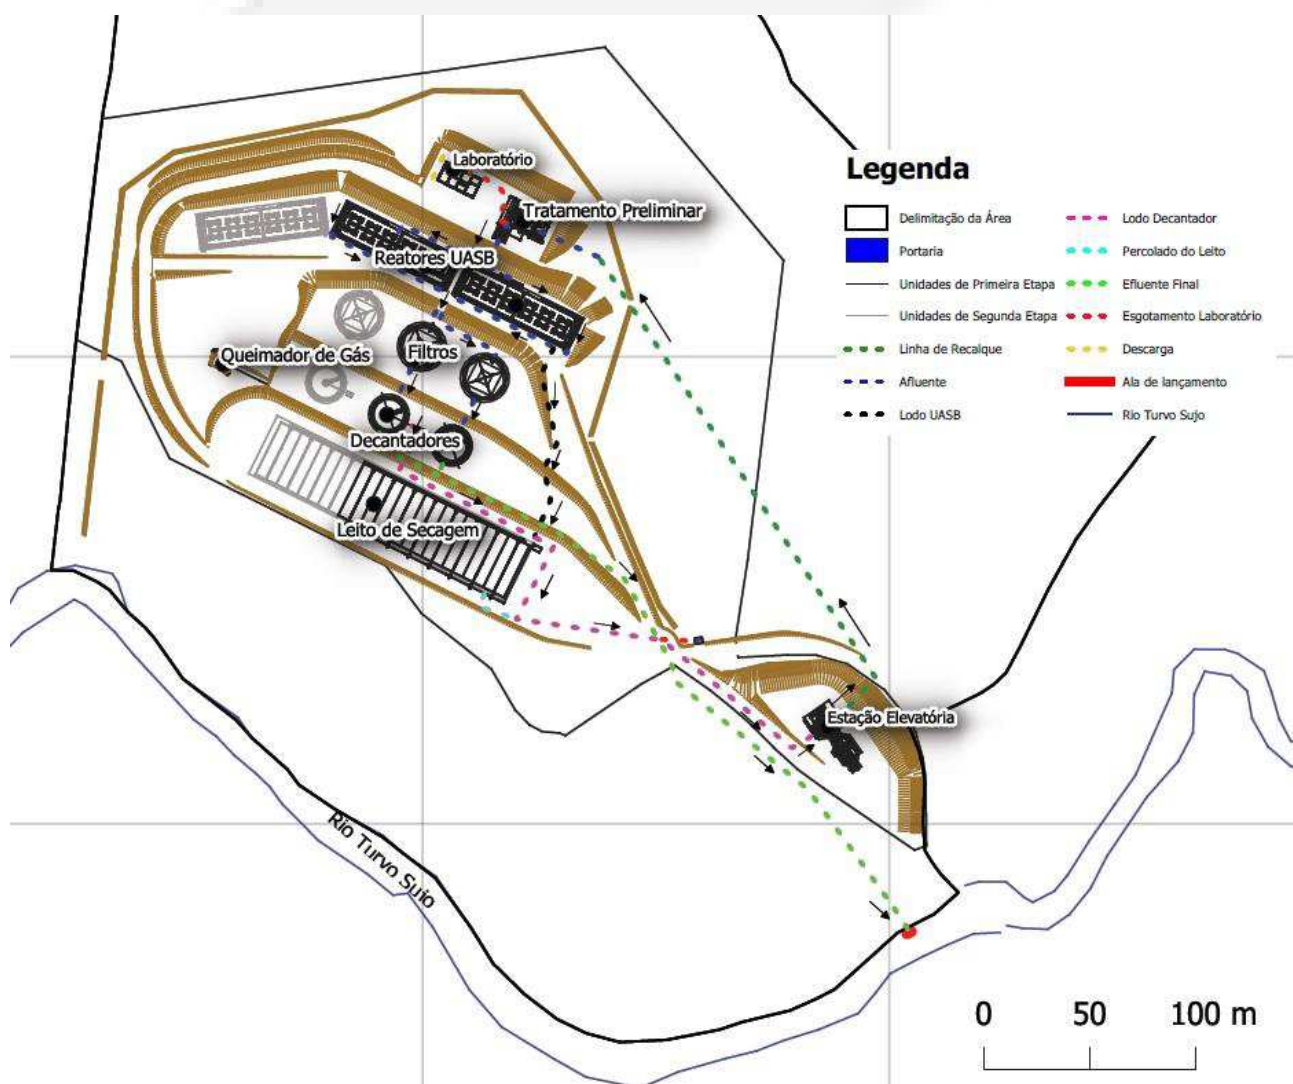 Laboratório
Tratamento Preliminar
Reatores UASB
Queimador de Gás
Filtros
Decantadores
Leito de Secagem
Estação Elevatória
Rio Turvo Sujo
Legenda
Delimitação da Área
Portaria
Unidades de Primeira Etapa
Unidades de Segunda Etapa
Linha de Recalque
Afluente
Lodo UASB
Lodo Decantador
Percolado do Leito
Efluente Final
Esgotamento Laboratório
Descarga
Ala de lançamento
Rio Turvo Sujo
0 50 100 m